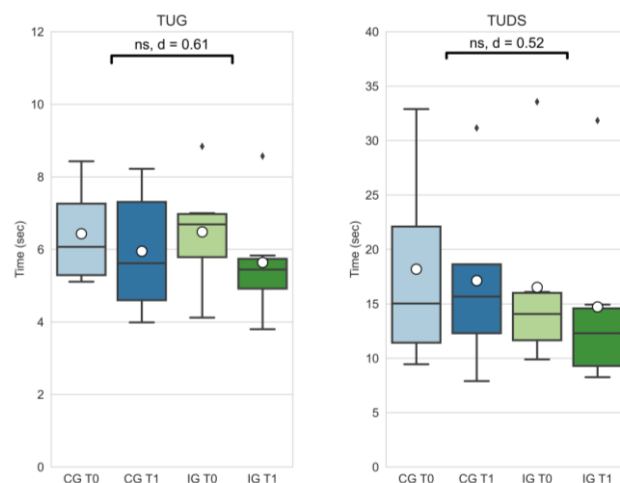 TUG
ns, d = 0.61
12
10
8
6
4
2
0
Time (sec)
CG T0 CG T1 IG T0 IG T1
TUDS
ns, d = 0.52
40
35
30
25
20
15
10
5
0
Time (sec)
CG T0 CG T1 IG T0 IG T1